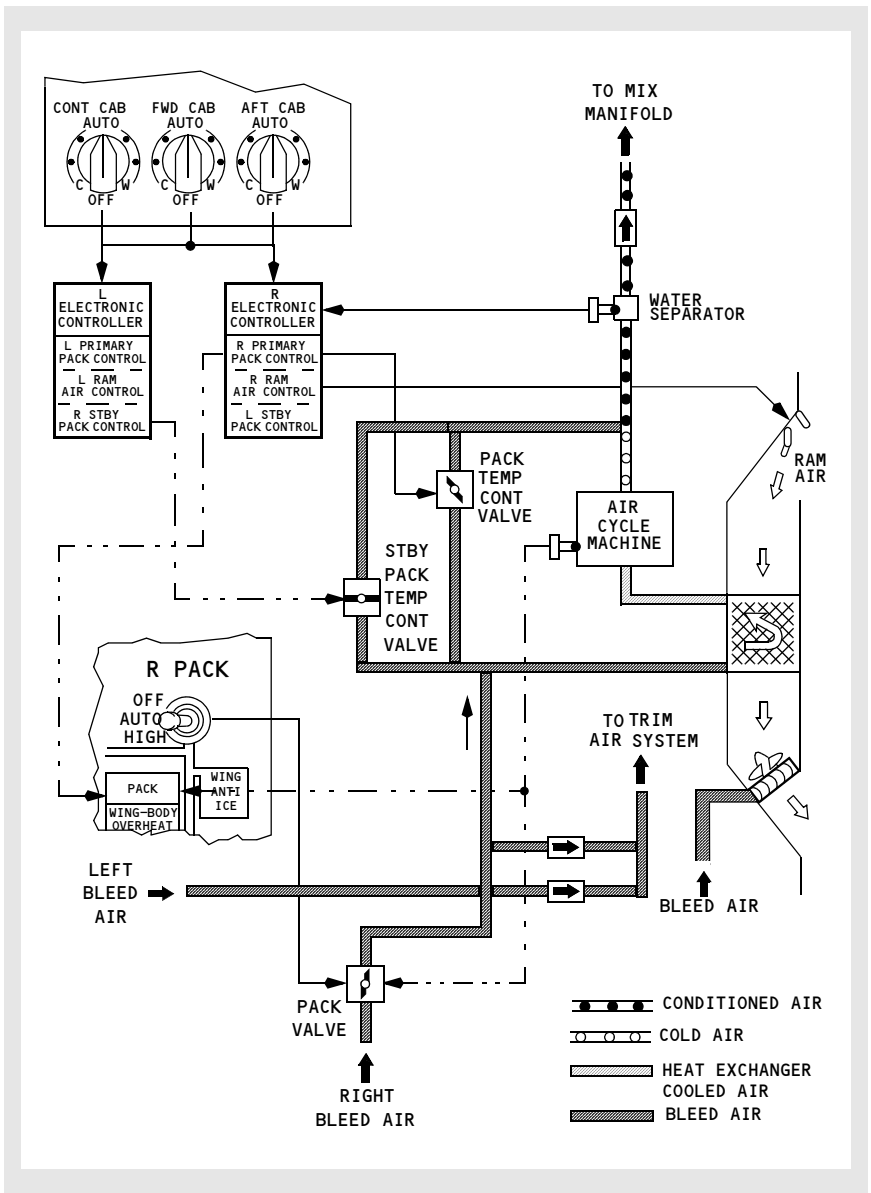 CONT CAB
AUTO
C
W
OFF
FWD CAB
AUTO
C
W
OFF
AFT CAB
AUTO
C
W
OFF
TO MIX
MANIFOLD
L
ELECTRONIC
CONTROLLER
L PRIMARY
PACK CONTROL
L RAM
AIR CONTROL
R STBY
PACK CONTROL
R
ELECTRONIC
CONTROLLER
R PRIMARY
PACK CONTROL
R RAM
AIR CONTROL
L STBY
PACK CONTROL
WATER
SEPARATOR
RAM
AIR
PACK
TEMP
CONT
VALVE
AIR
CYCLE
MACHINE
STBY
PACK
TEMP
CONT
VALVE
R PACK
OFF
AUTO
HIGH
PACK
WING-BODY
OVERHEAT
WING
ANTI
ICE
TO TRIM
AIR SYSTEM
LEFT
BLEED
AIR
BLEED AIR
PACK
VALVE
RIGHT
BLEED AIR
CONDITIONED AIR
COLD AIR
HEAT EXCHANGER
COOLED AIR
BLEED AIR